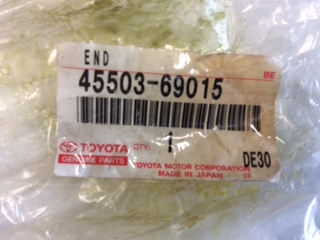 END
BE
45503-69015
TOYOTA QTY: 1
GENUINE PARTS
DE30
TOYOTA MOTOR CORPORATION
MADE IN JAPAN